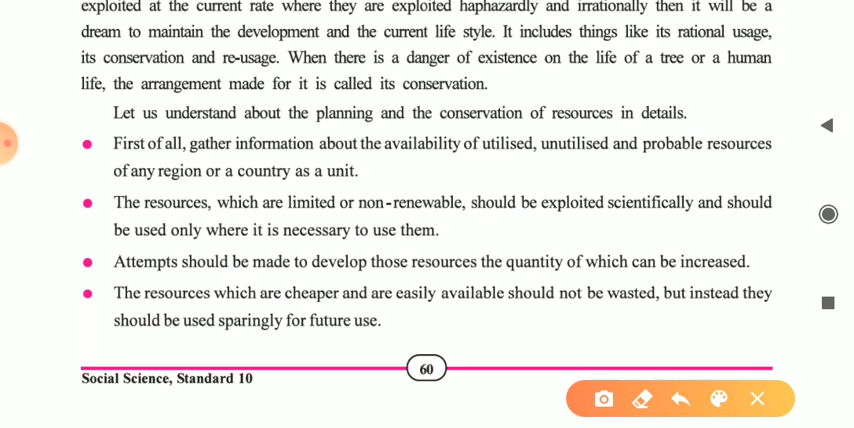 exploited at the current rate where they are exploited haphazardly and irrationally then it will be a
dream to maintain the development and the current life style. It includes things like its rational usage,
its conservation and re-usage. When there is a danger of existence on the life of a tree or a human
life, the arrangement made for it is called its conservation.
Let us understand about the planning and the conservation of resources in details.
● First of all, gather information about the availability of utilised, unutilised and probable resources
of any region or a country as a unit.
● The resources, which are limited or non-renewable, should be exploited scientifically and should
be used only where it is necessary to use them.
● Attempts should be made to develop those resources the quantity of which can be increased.
● The resources which are cheaper and are easily available should not be wasted, but instead they
should be used sparingly for future use.
60
Social Science, Standard 10